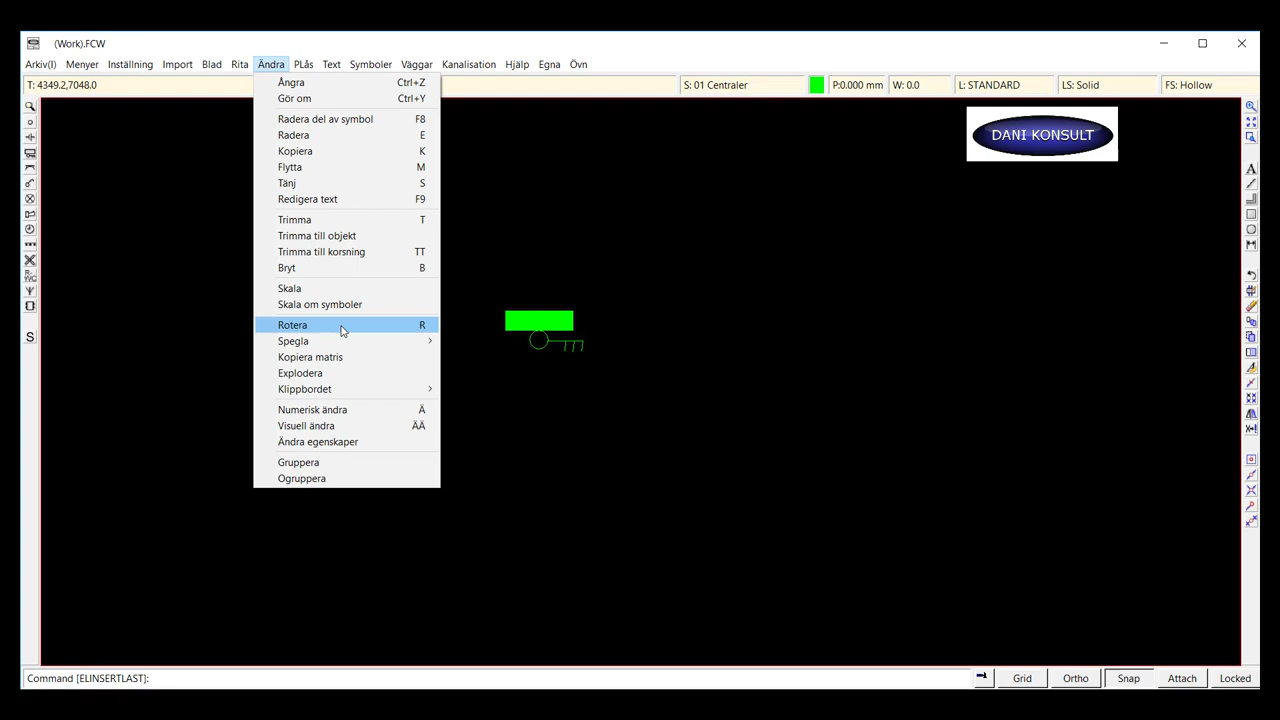 (Work).FCW
Arkiv(I) Menyer Inställning Import Blad Rita Ändra PLås Text Symboler Väggar Kanalisation Hjälp Egna Övn
T: 4349.2,7048.0 S: 01 Centraler P:0.000 mm W: 0.0 L: STANDARD LS: Solid FS: Hollow
Ångra Ctrl+Z
Gör om Ctrl+Y
Radera del av symbol F8
Radera E
Kopiera K
Flytta M
Tänj S
Redigera text F9
Trimma T
Trimma till objekt
Trimma till korsning TT
Bryt B
Skala
Skala om symboler
Rotera R
Spegla
Kopiera matris
Explodera
Klippbordet
Numerisk ändra Ä
Visuell ändra ÄÄ
Ändra egenskaper
Gruppera
Ogruppera
DANI KONSULT
R-
WC
S
A
Command [ELINSERTLAST]: Grid Ortho Snap Attach Locked